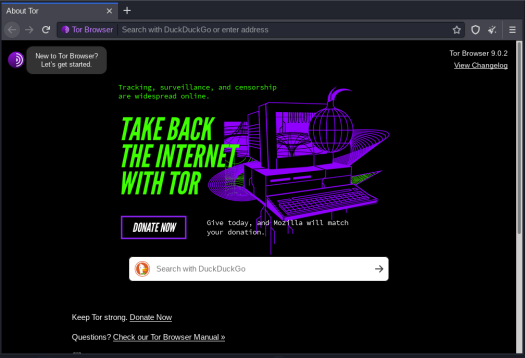 About Tor
Tor Browser
Search with DuckDuckGo or enter address
New to Tor Browser?
Let's get started.
Tor Browser 9.0.2
View Changelog
Tracking, surveillance, and censorship
are widespread online.
TAKE BACK
THE INTERNET
WITH TOR
DONATE NOW
Give today, and Mozilla will match
your donation.
Search with DuckDuckGo
Keep Tor strong. Donate Now
Questions? Check our Tor Browser Manual »